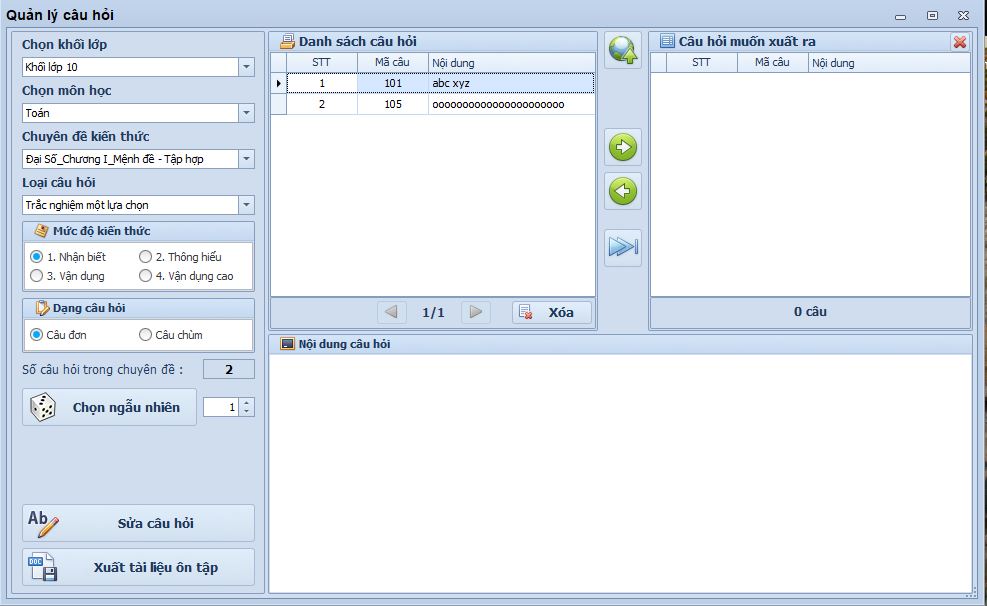 Quản lý câu hỏi
Chọn khối lớp
Khối lớp 10
Chọn môn học
Toán
Chuyên đề kiến thức
Đại Số_Chương I_Mệnh đề - Tập hợp
Loại câu hỏi
Trắc nghiệm một lựa chọn
Mức độ kiến thức
1. Nhận biết 2. Thông hiểu
3. Vận dụng 4. Vận dụng cao
Dạng câu hỏi
Câu đơn Câu chùm
Số câu hỏi trong chuyên đề : 2
Chọn ngẫu nhiên 1
Ab Sửa câu hỏi
DOC Xuất tài liệu ôn tập
Danh sách câu hỏi
STT Mã câu Nội dung
1 101 abc xyz
2 105 oooooooooooooooooooooo
1/1 Xóa
Câu hỏi muốn xuất ra
STT Mã câu Nội dung
0 câu
Nội dung câu hỏi